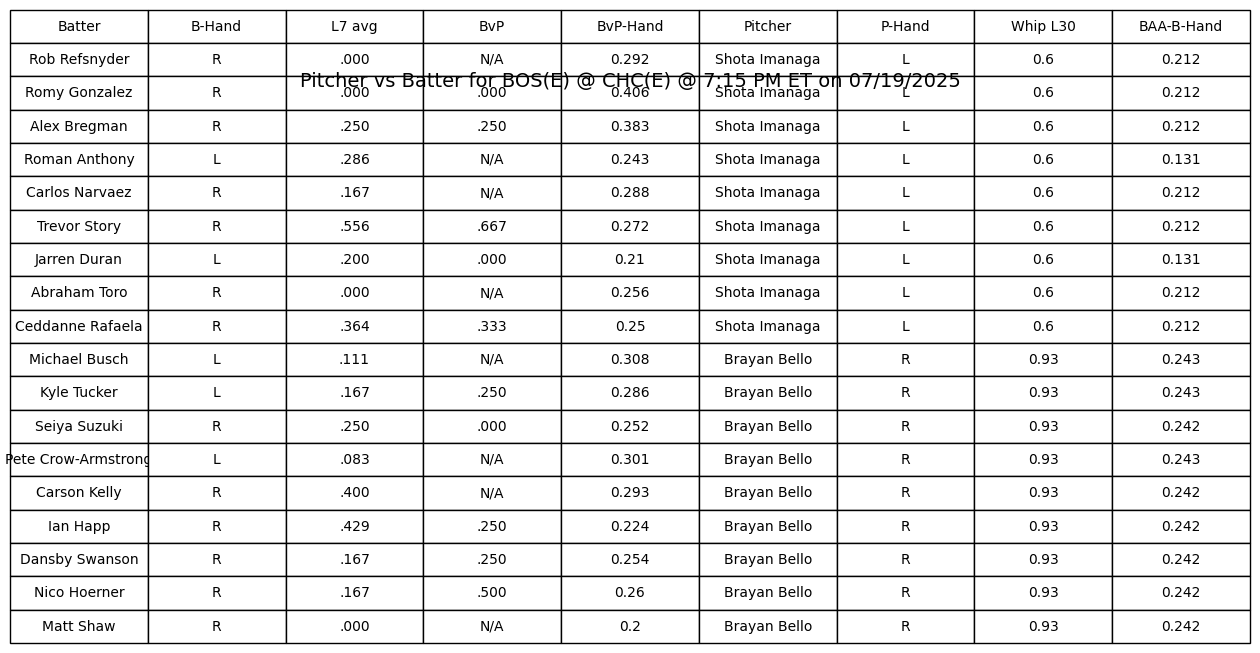 Batter B-Hand L7 avg BvP BvP-Hand Pitcher P-Hand Whip L30 BAA-B-Hand
Rob Refsnyder R .000 N/A 0.292 Shota Imanaga L 0.6 0.212
Pitcher vs Batter for BOS(E) @ CHC(E) @ 7:15 PM ET on 07/19/2025
Romy Gonzalez R .000 .000 0.406 Shota Imanaga L 0.6 0.212
Alex Bregman R .250 .250 0.383 Shota Imanaga L 0.6 0.212
Roman Anthony L .286 N/A 0.243 Shota Imanaga L 0.6 0.131
Carlos Narvaez R .167 N/A 0.288 Shota Imanaga L 0.6 0.212
Trevor Story R .556 .667 0.272 Shota Imanaga L 0.6 0.212
Jarren Duran L .200 .000 0.21 Shota Imanaga L 0.6 0.131
Abraham Toro R .000 N/A 0.256 Shota Imanaga L 0.6 0.212
Ceddanne Rafaela R .364 .333 0.25 Shota Imanaga L 0.6 0.212
Michael Busch L .111 N/A 0.308 Brayan Bello R 0.93 0.243
Kyle Tucker L .167 .250 0.286 Brayan Bello R 0.93 0.243
Seiya Suzuki R .250 .000 0.252 Brayan Bello R 0.93 0.242
Pete Crow-Armstrong L .083 N/A 0.301 Brayan Bello R 0.93 0.243
Carson Kelly R .400 N/A 0.293 Brayan Bello R 0.93 0.242
Ian Happ R .429 .250 0.224 Brayan Bello R 0.93 0.242
Dansby Swanson R .167 .250 0.254 Brayan Bello R 0.93 0.242
Nico Hoerner R .167 .500 0.26 Brayan Bello R 0.93 0.242
Matt Shaw R .000 N/A 0.2 Brayan Bello R 0.93 0.242